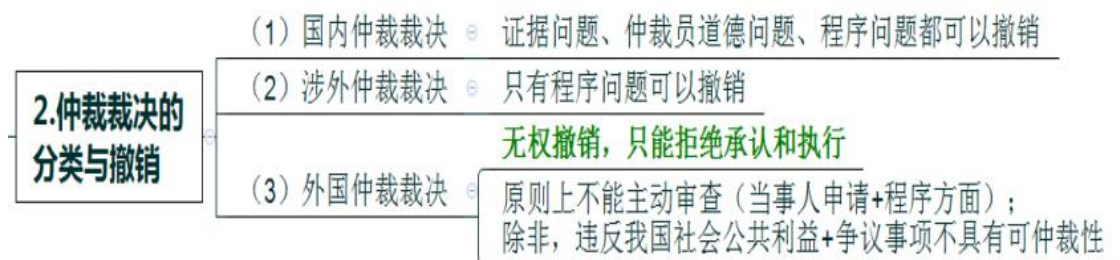 2.仲裁裁决的
分类与撤销
（1）国内仲裁裁决
证据问题、仲裁员道德问题、程序问题都可以撤销
（2）涉外仲裁裁决
只有程序问题可以撤销
（3）外国仲裁裁决
无权撤销，只能拒绝承认和执行
原则上不能主动审查（当事人申请+程序方面）；
除非，违反我国社会公共利益+争议事项不具有可仲裁性